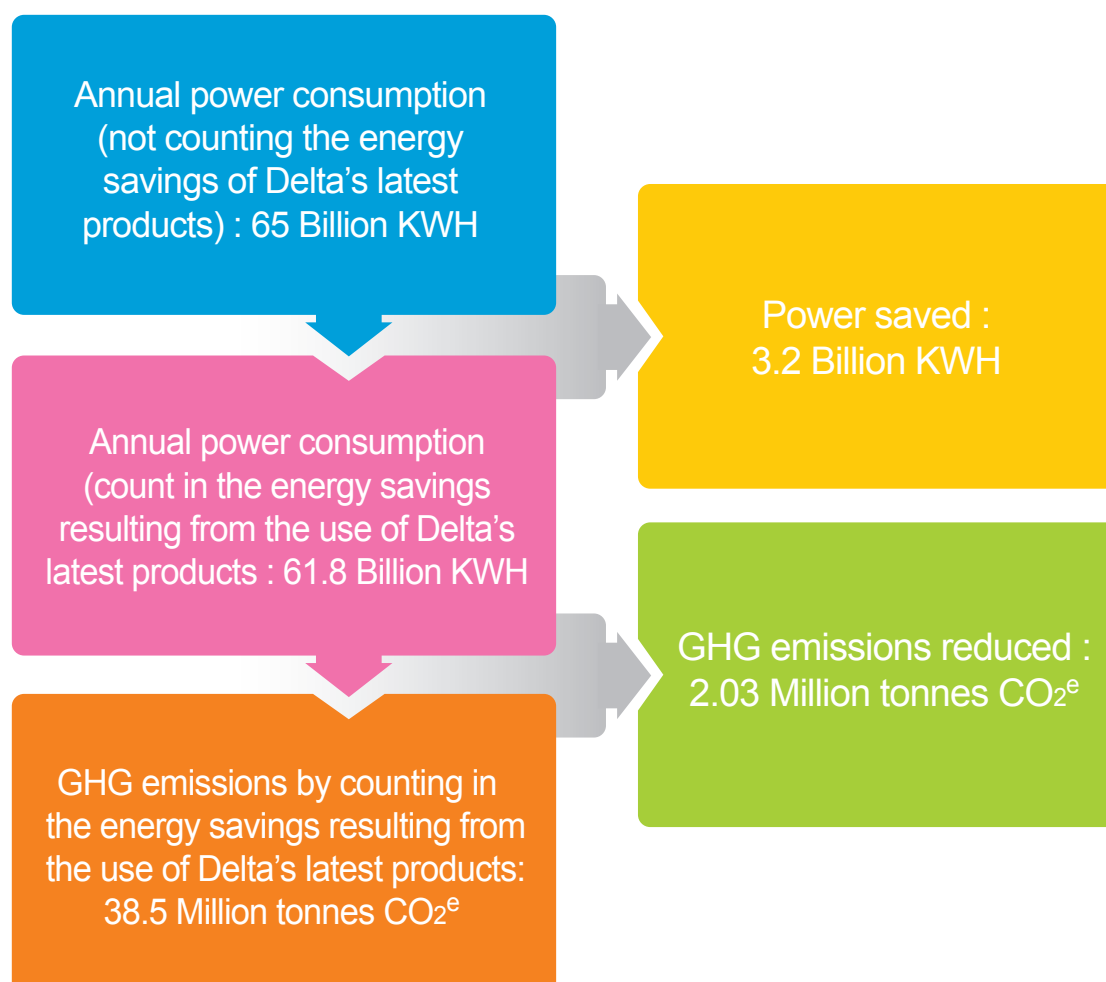 Annual power consumption
(not counting the energy
savings of Delta’s latest
products) : 65 Billion KWH
Power saved :
3.2 Billion KWH
Annual power consumption
(count in the energy savings
resulting from the use of Delta’s
latest products : 61.8 Billion KWH
GHG emissions reduced :
2.03 Million tonnes CO₂ᵉ
GHG emissions by counting in
the energy savings resulting from
the use of Delta’s latest products:
38.5 Million tonnes CO₂ᵉ